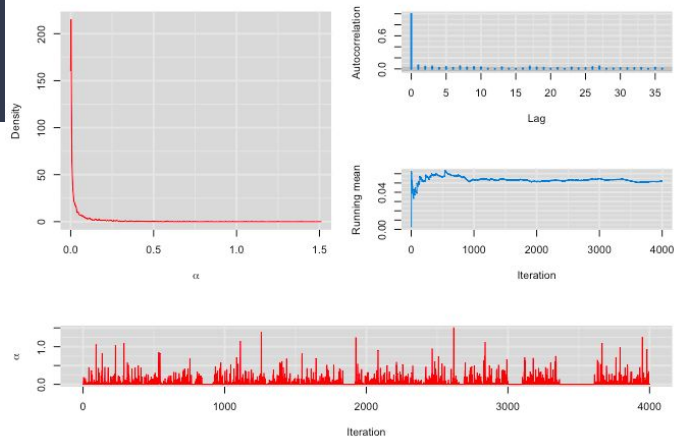 Density
200
150
100
50
0
0.0 0.5 1.0 1.5
α
Autocorrelation
0.6
0.0
0 5 10 15 20 25 30 35
Lag
Running mean
0.04
0.00
0 1000 2000 3000 4000
Iteration
α
1.0
0.0
0 1000 2000 3000 4000
Iteration